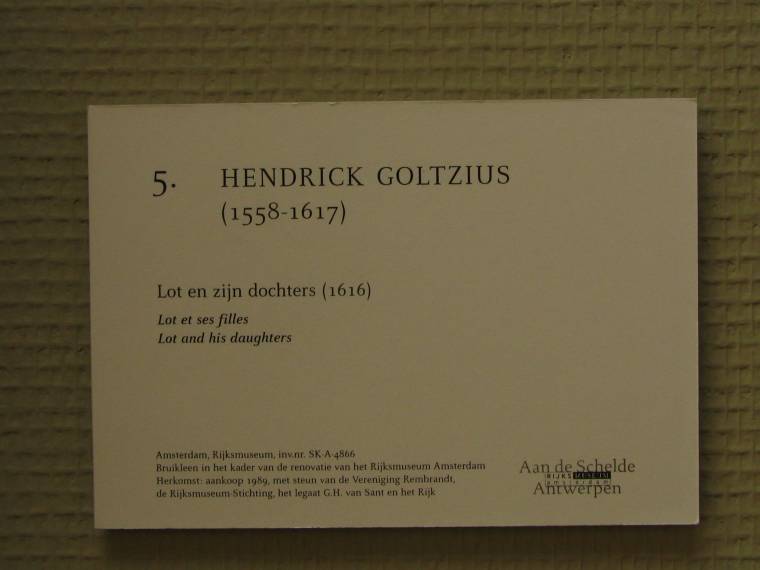 5. HENDRICK GOLTZIUS
(1558-1617)
Lot en zijn dochters (1616)
Lot et ses filles
Lot and his daughters
Amsterdam, Rijksmuseum, inv.nr. SK-A-4866
Bruikleen in het kader van de renovatie van het Rijksmuseum Amsterdam
Herkomst: aankoop 1989, met steun van de Vereniging Rembrandt,
de Rijksmuseum-Stichting, het legaat G.H. van Sant en het Rijk
Aan de Schelde
RIJKS MUSEUM
amsterdam
Antwerpen